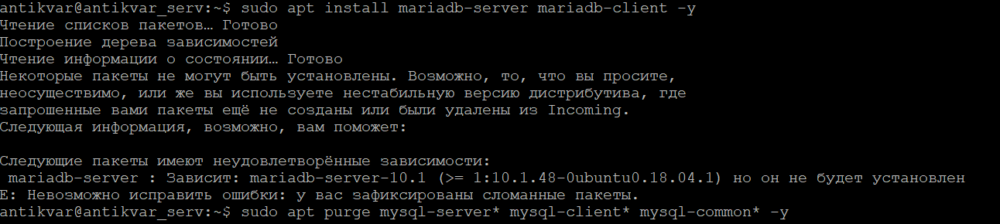 antikvar@antikvar_serv:~$ sudo apt install mariadb-server mariadb-client -y
Чтение списков пакетов… Готово
Построение дерева зависимостей
Чтение информации о состоянии… Готово
Некоторые пакеты не могут быть установлены. Возможно, то, что вы просите,
неосуществимо, или же вы используете нестабильную версию дистрибутива, где
запрошенные вами пакеты ещё не созданы или были удалены из Incoming.
Следующая информация, возможно, вам поможет:
Следующие пакеты имеют неудовлетворённые зависимости:
mariadb-server : Зависит: mariadb-server-10.1 (>= 1:10.1.48-0ubuntu0.18.04.1) но он не будет установлен
E: Невозможно исправить ошибки: у вас зафиксированы сломанные пакеты.
antikvar@antikvar_serv:~$ sudo apt purge mysql-server* mysql-client* mysql-common* -y